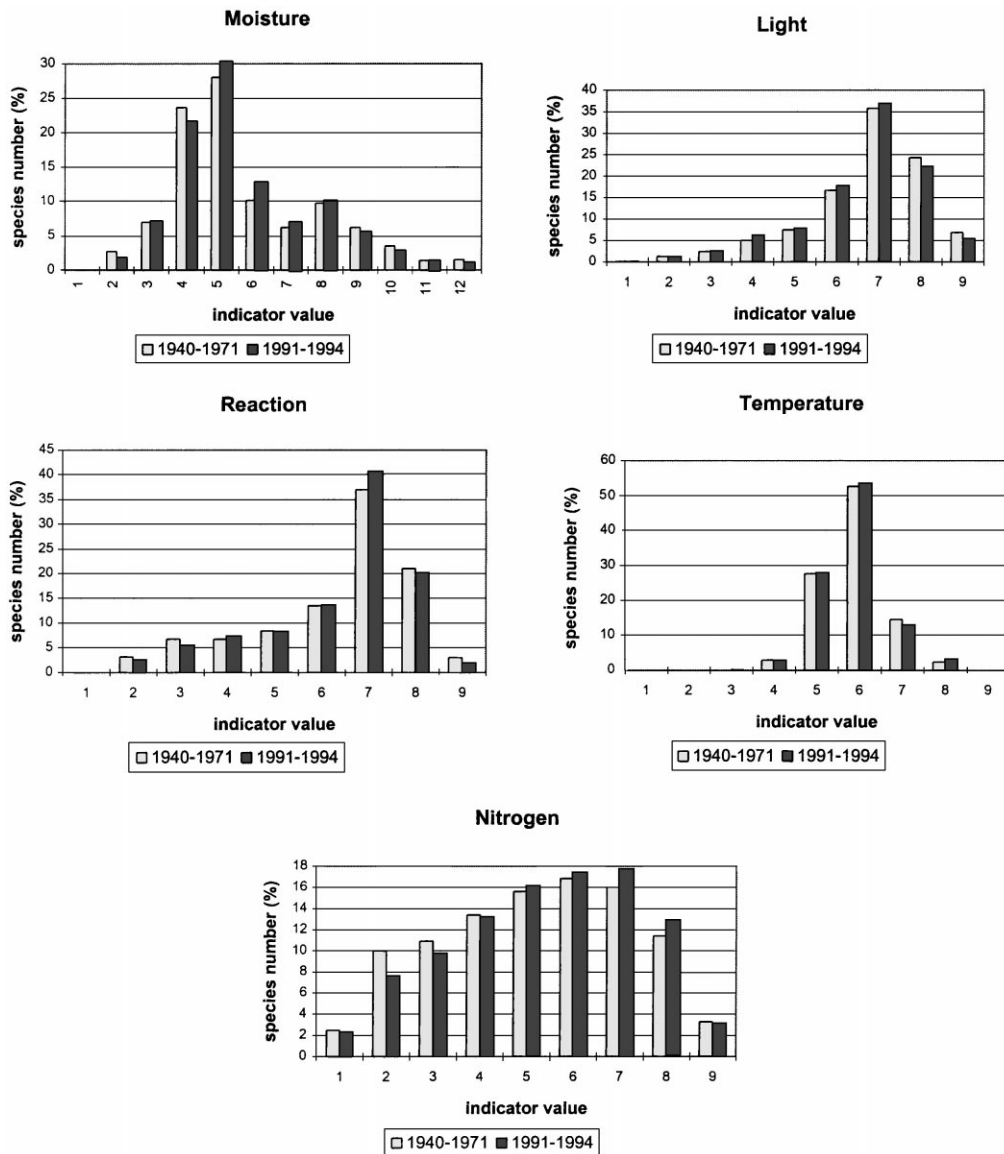 Moisture
species number (%)
30
25
20
15
10
5
0
1 2 3 4 5 6 7 8 9 10 11 12
indicator value
1940-1971 1991-1994
Light
species number (%)
40
35
30
25
20
15
10
5
0
1 2 3 4 5 6 7 8 9
indicator value
1940-1971 1991-1994
Reaction
species number (%)
45
40
35
30
25
20
15
10
5
0
1 2 3 4 5 6 7 8 9
indicator value
1940-1971 1991-1994
Temperature
species number (%)
60
50
40
30
20
10
0
1 2 3 4 5 6 7 8 9
indicator value
1940-1971 1991-1994
Nitrogen
species number (%)
18
16
14
12
10
8
6
4
2
0
1 2 3 4 5 6 7 8 9
indicator value
1940-1971 1991-1994